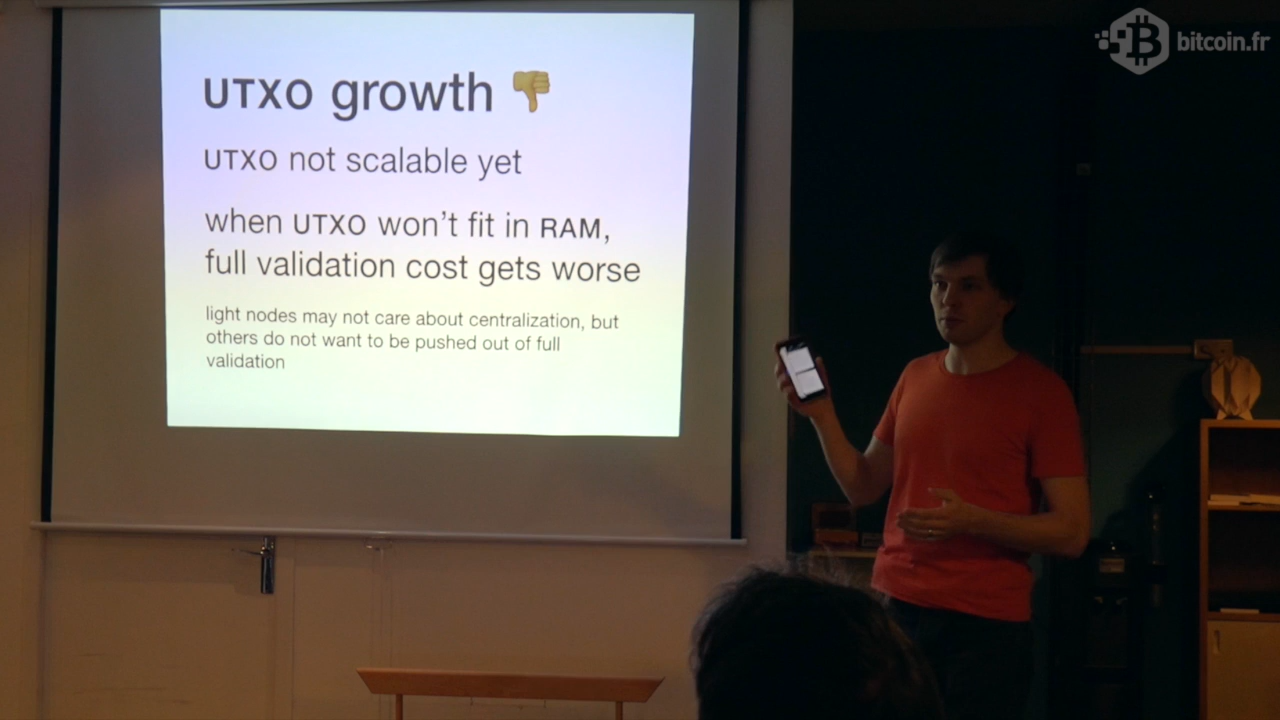 bitcoin.fr
UTXO growth 👎
UTXO not scalable yet
when UTXO won't fit in RAM,
full validation cost gets worse
light nodes may not care about centralization, but
others do not want to be pushed out of full
validation